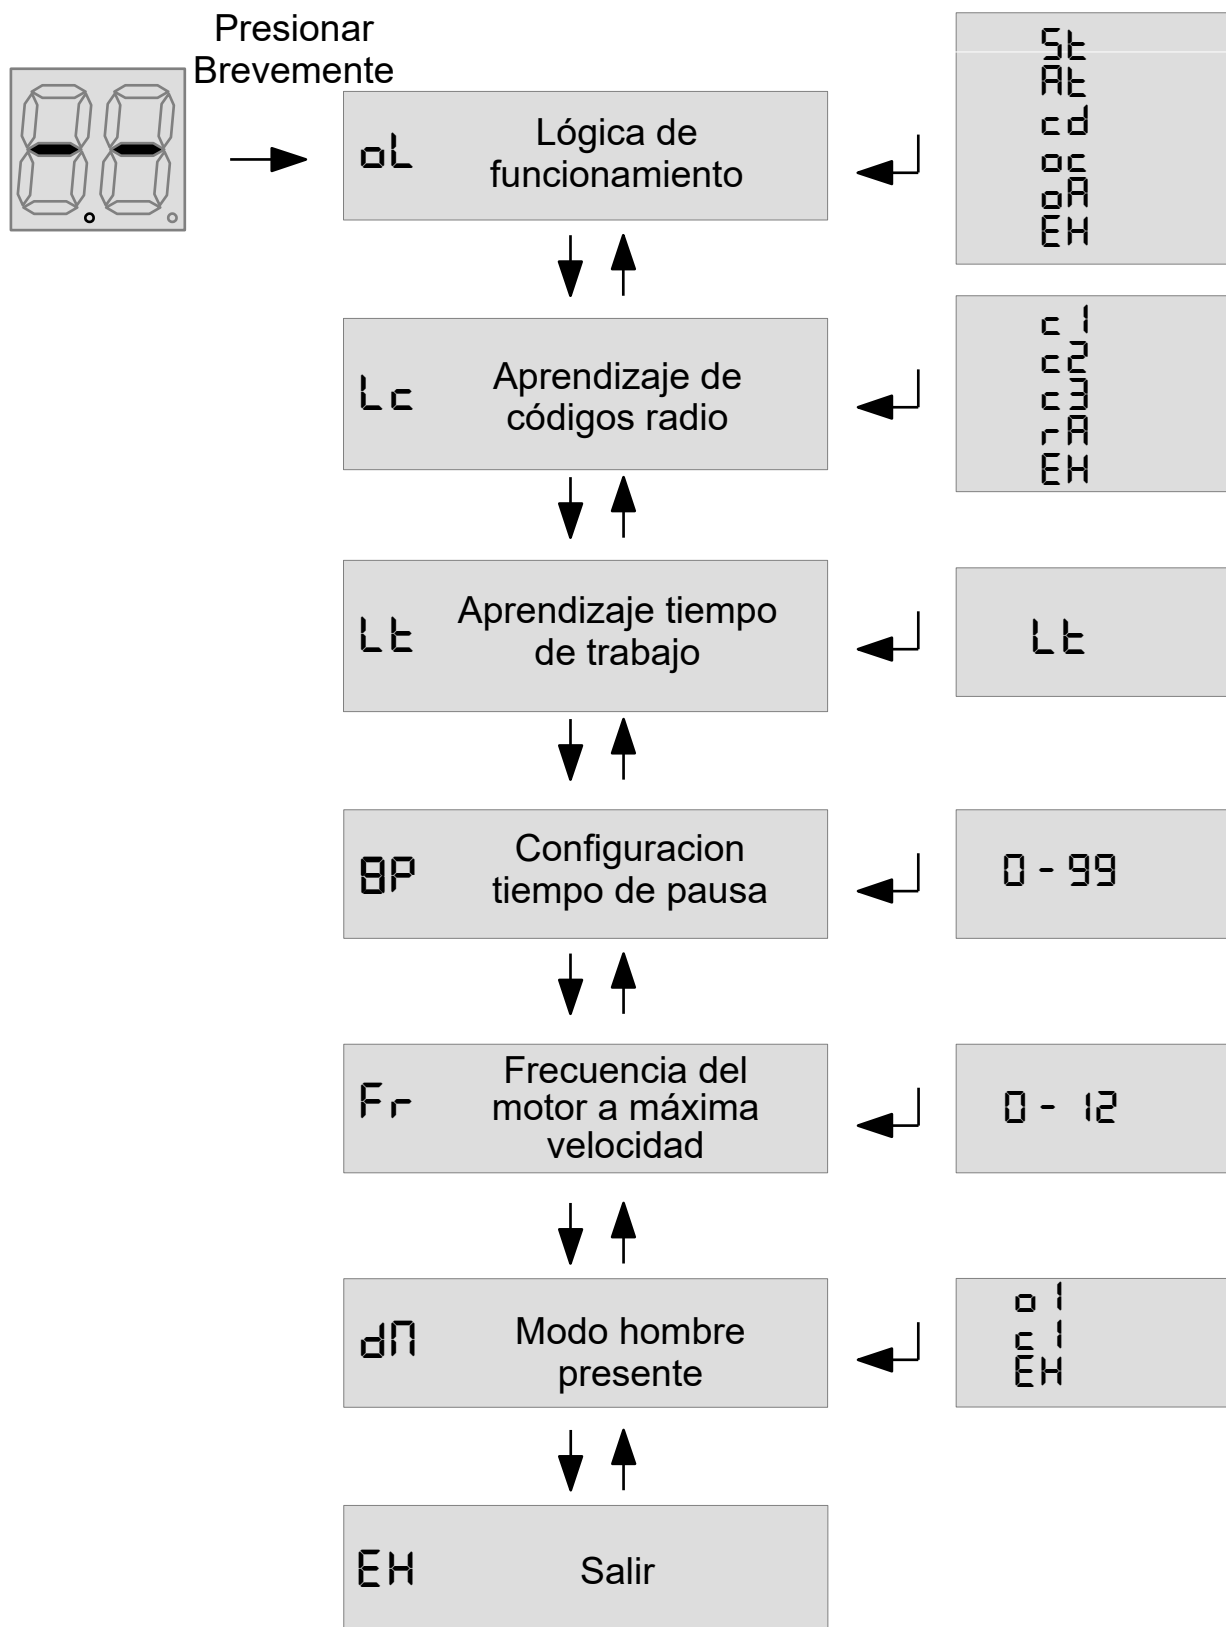 Presionar
Brevemente
--
oL
Lógica de
funcionamiento
St
At
cd
oc
oA
EH
Lc
Aprendizaje de
códigos radio
c1
c2
c3
rA
EH
Lt
Aprendizaje tiempo
de trabajo
Lt
8P
Configuracion
tiempo de pausa
0-99
Fr
Frecuencia del
motor a máxima
velocidad
0-12
dM
Modo hombre
presente
o1
c1
EH
EH
Salir